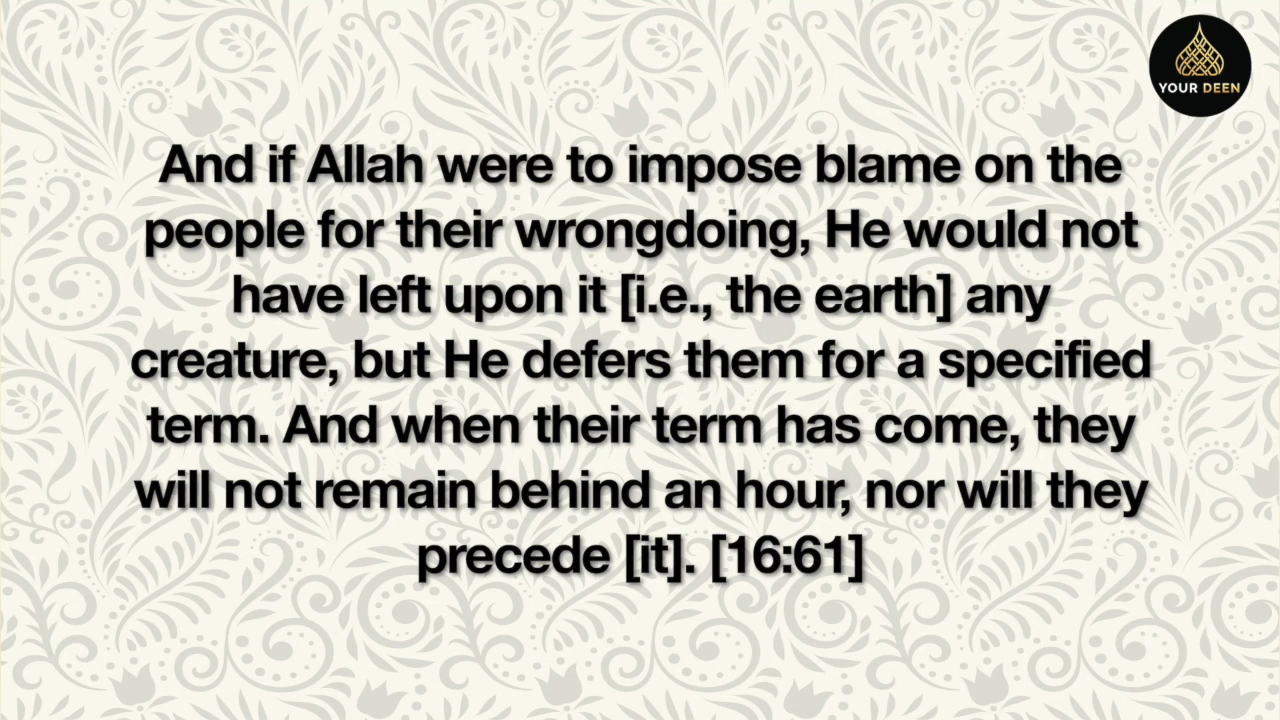 YOUR DEEN
And if Allah were to impose blame on the
people for their wrongdoing, He would not
have left upon it [i.e., the earth] any
creature, but He defers them for a specified
term. And when their term has come, they
will not remain behind an hour, nor will they
precede [it]. [16:61]